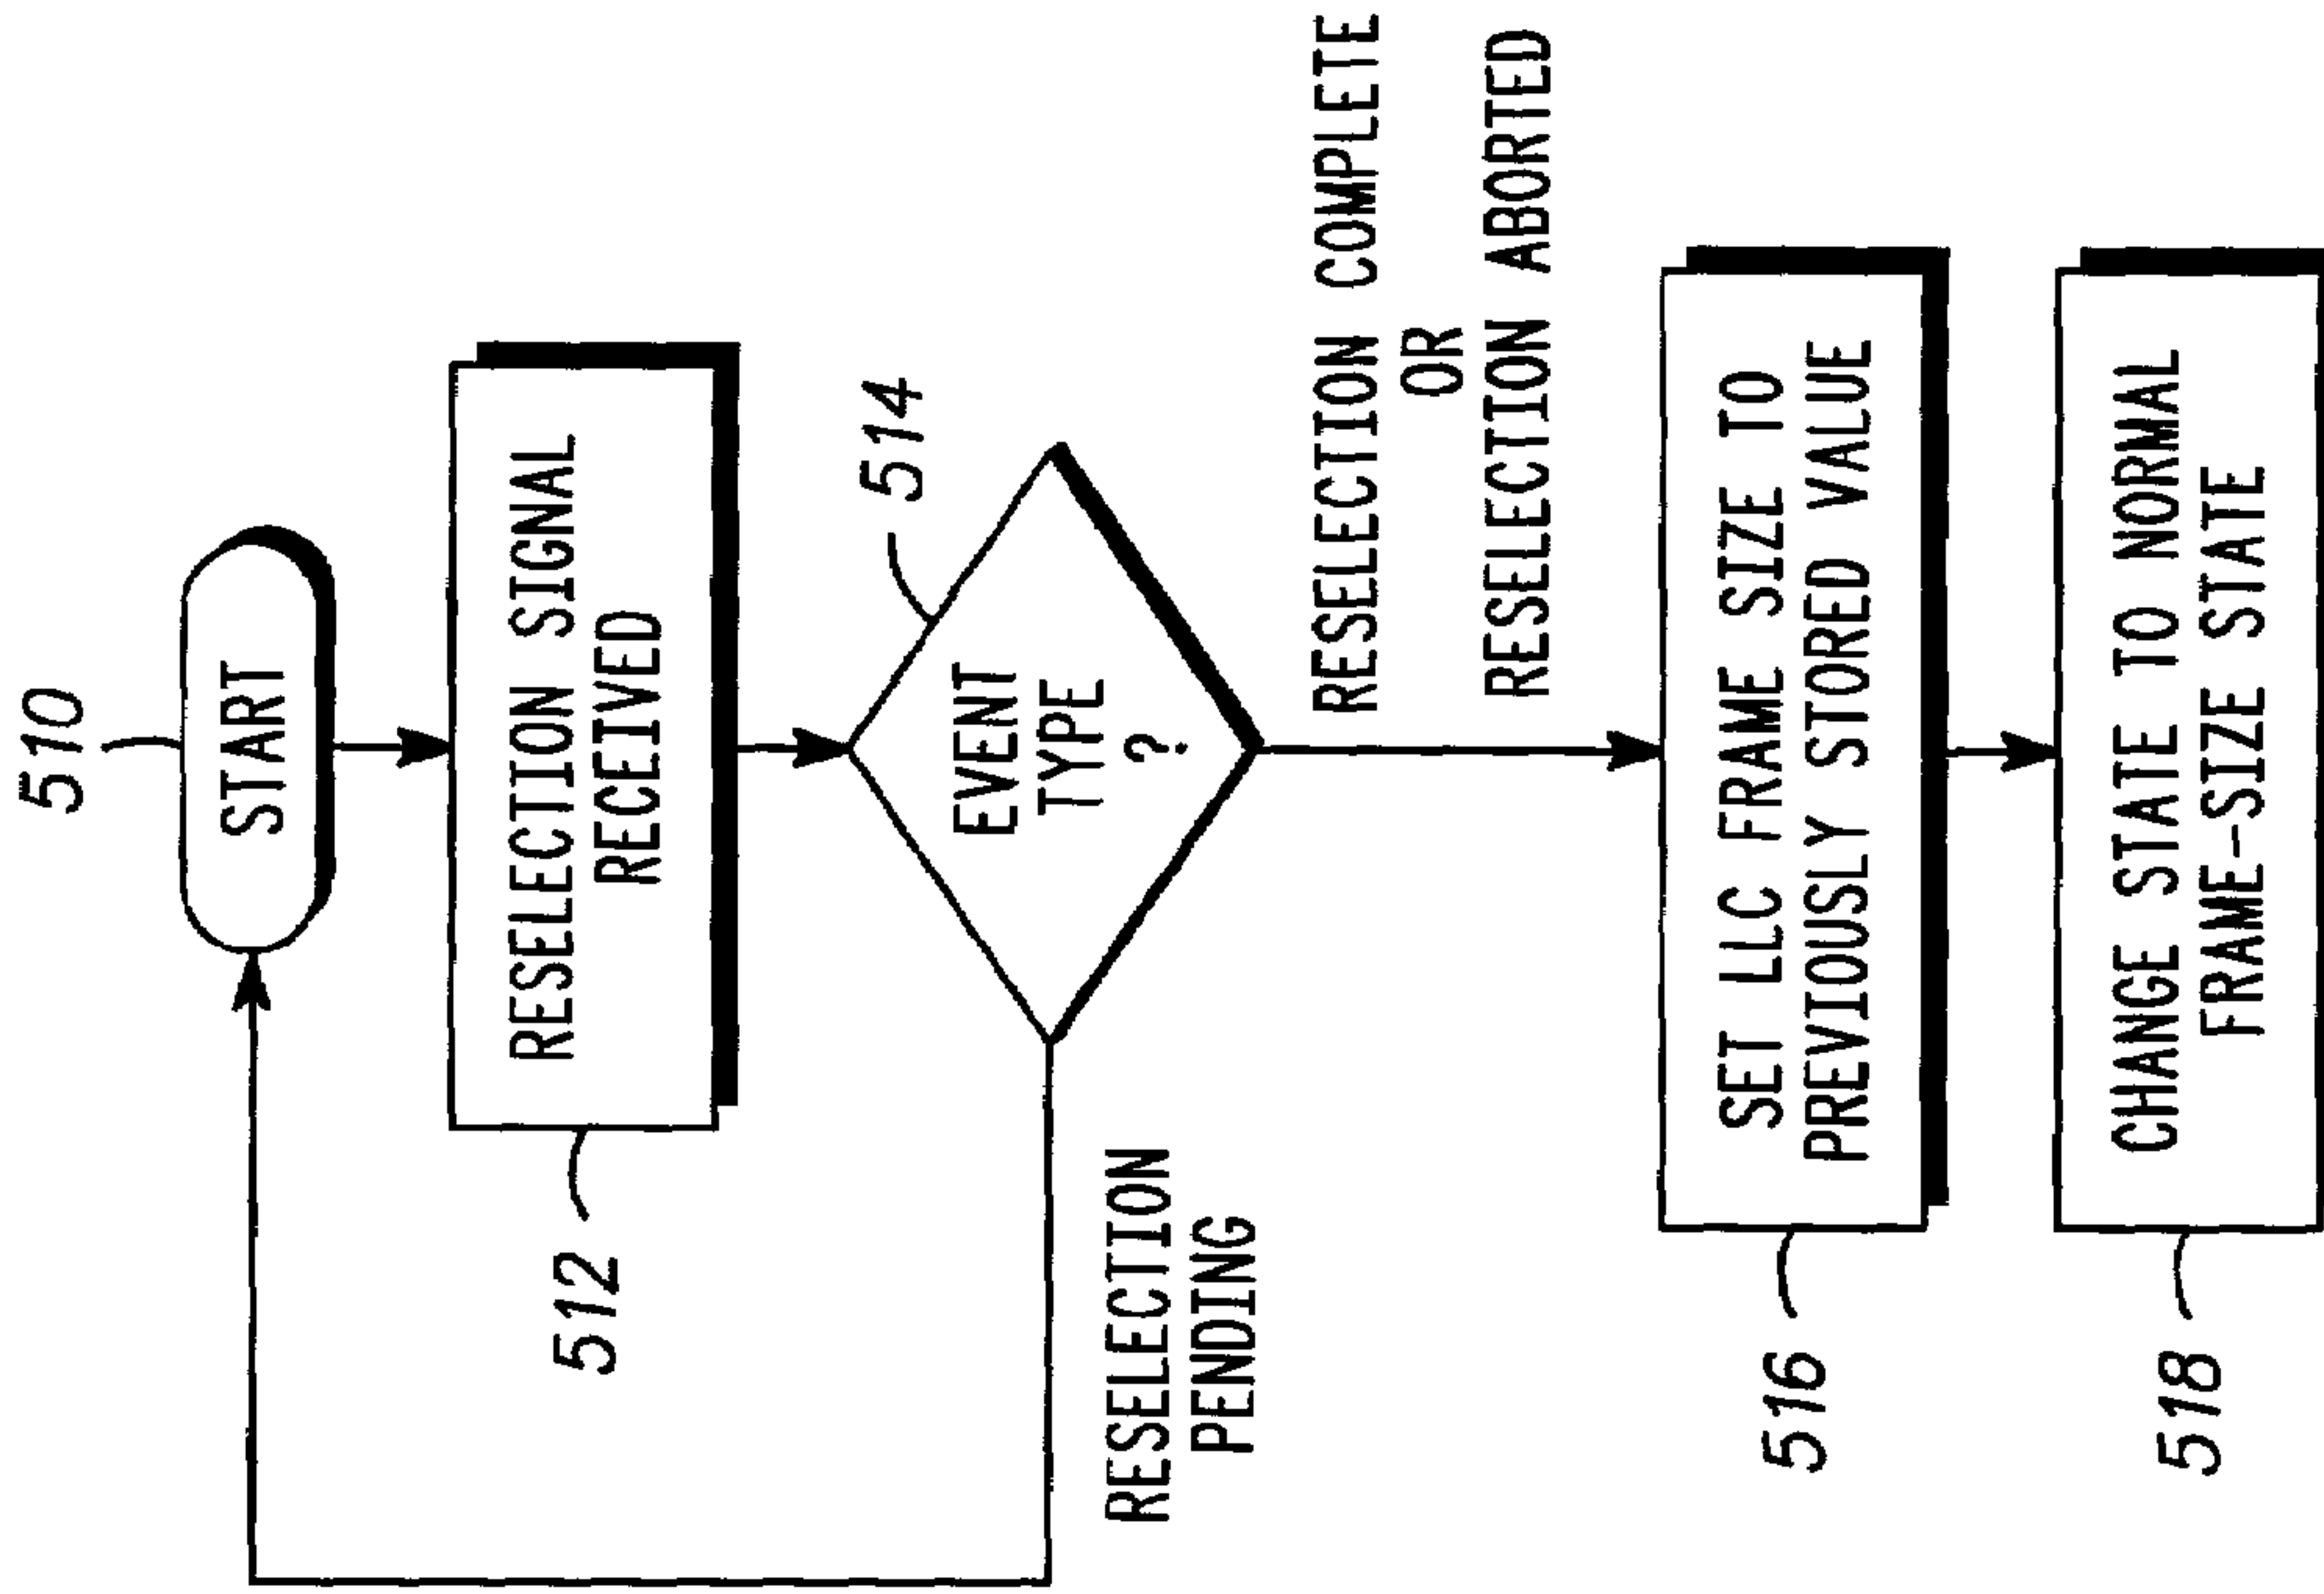 510
START
RESELECTION SIGNAL
RECEIVED
512
514
EVENT
TYPE
?
RESELECTION
PENDING
RESELECTION COMPLETE
OR
RESELECTION ABORTED
SET LLC FRAME SIZE TO
PREVIOUSLY STORED VALUE
516
CHANGE STATE TO NORMAL
FRAME-SIZE STATE
518